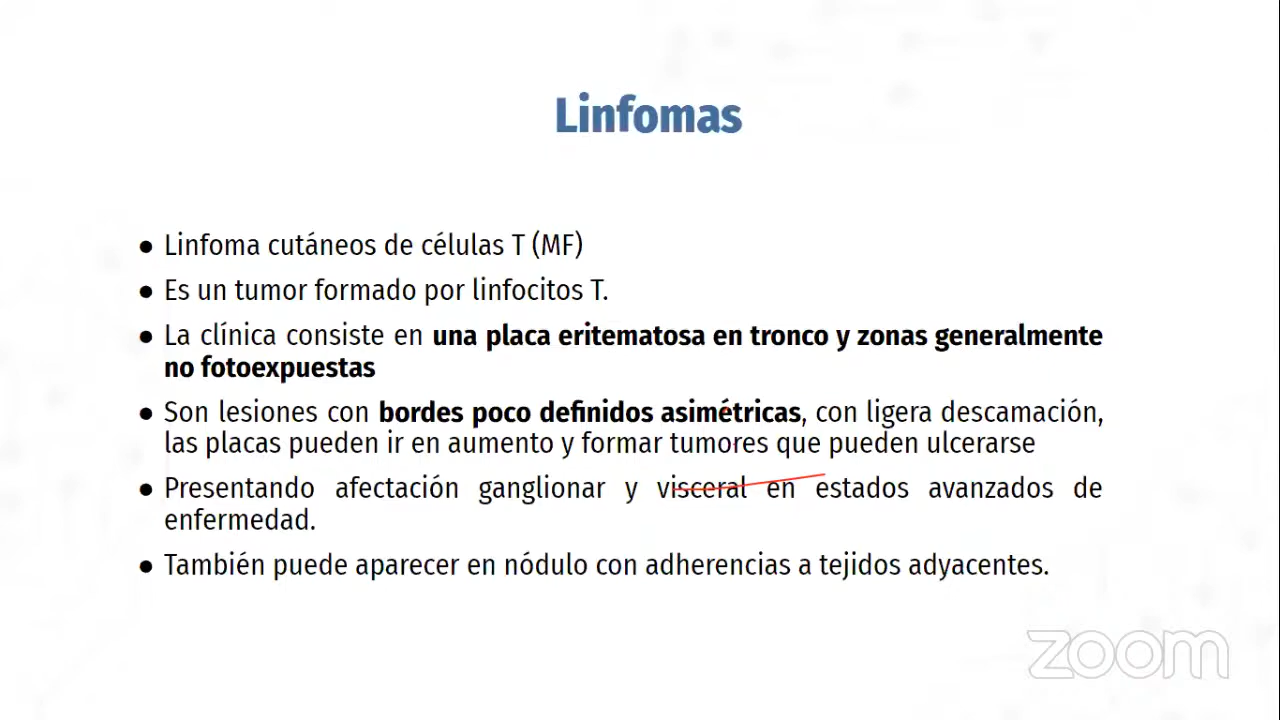 Linfomas
● Linfoma cutáneos de células T (MF)
● Es un tumor formado por linfocitos T.
● La clínica consiste en una placa eritematosa en tronco y zonas generalmente
no fotoexpuestas
● Son lesiones con bordes poco definidos asimétricas, con ligera descamación,
las placas pueden ir en aumento y formar tumores que pueden ulcerarse
● Presentando afectación ganglionar y visceral en estados avanzados de
enfermedad.
● También puede aparecer en nódulo con adherencias a tejidos adyacentes.
zoom